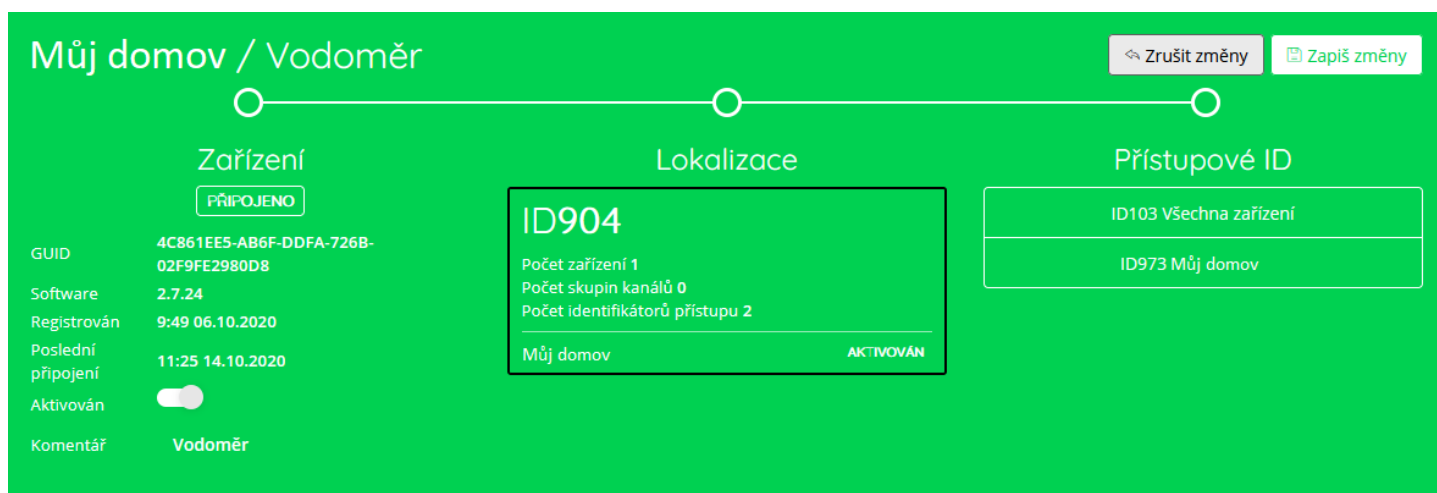 Můj domov / Vodoměr
Zrušit změny
Zapiš změny
Zařízení
PŘIPOJENO
GUID 4C861EE5-AB6F-DDFA-726B-
02F9FE2980D8
Software 2.7.24
Registrován 9:49 06.10.2020
Poslední
připojení 11:25 14.10.2020
Aktivován
Komentář Vodoměr
Lokalizace
ID904
Počet zařízení 1
Počet skupin kanálů 0
Počet identifikátorů přístupu 2
Můj domov AKTIVOVÁN
Přístupové ID
ID103 Všechna zařízení
ID973 Můj domov